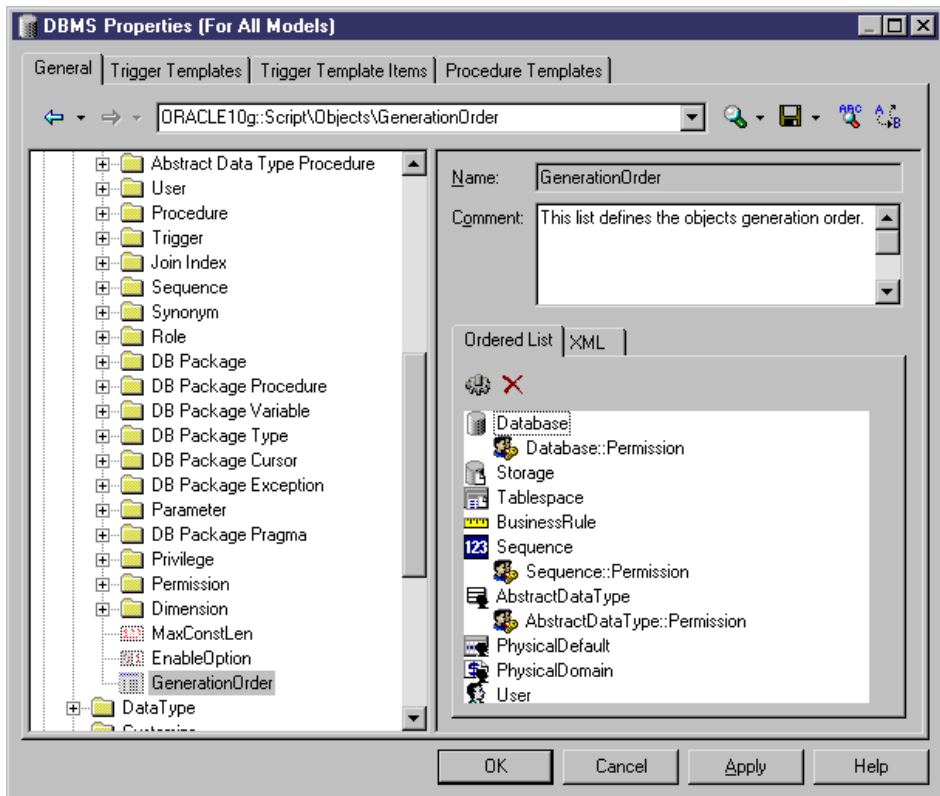 DBMS Properties (For All Models)
General Trigger Templates Trigger Template Items Procedure Templates
ORACLE10g::Script\Objects\GenerationOrder
ABC A B
Abstract Data Type Procedure
User
Procedure
Trigger
Join Index
Sequence
Synonym
Role
DB Package
DB Package Procedure
DB Package Variable
DB Package Type
DB Package Cursor
DB Package Exception
Parameter
DB Package Pragma
Privilege
Permission
Dimension
MaxConstLen
EnableOption
GenerationOrder
DataType
Name: GenerationOrder
Comment: This list defines the objects generation order.
Ordered List XML
Database
Database::Permission
Storage
Tablespace
BusinessRule
123 Sequence
Sequence::Permission
AbstractDataType
AbstractDataType::Permission
PhysicalDefault
PhysicalDomain
User
OK Cancel Apply Help